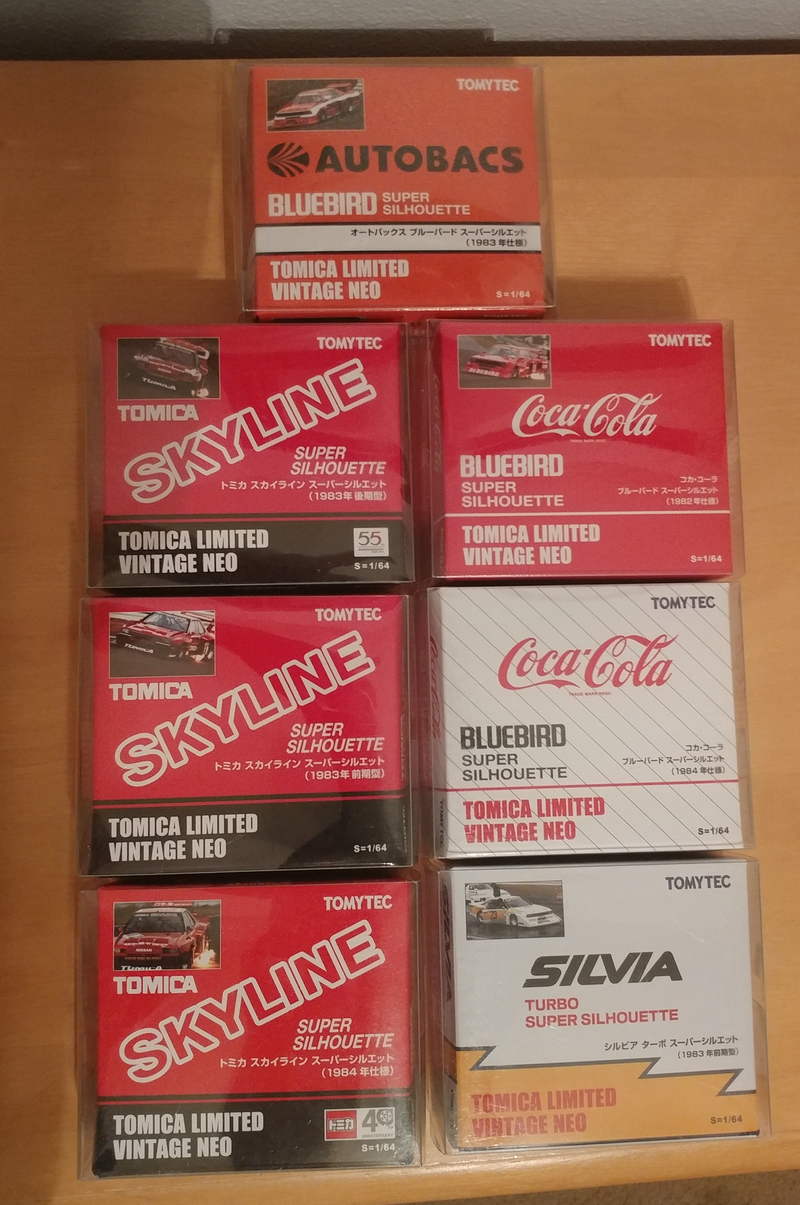 TOMYTEC
AUTOBACS
BLUEBIRD SUPER
SILHOUETTE
オートバックス ブルーバード スーパーシルエット
(1983年仕様)
TOMICA LIMITED
VINTAGE NEO
S=1/64
TOMYTEC
TOMICA
TOMICA
SKYLINE
SUPER
SILHOUETTE
トミカ スカイライン スーパーシルエット
(1983年後期型)
TOMICA LIMITED
VINTAGE NEO
55
S=1/64
TOMYTEC
BLUEBIRD
Coca-Cola
TRADE MARK REGD.
BLUEBIRD
SUPER
SILHOUETTE
コカ・コーラ
ブルーバード スーパーシルエット
(1982年仕様)
TOMICA LIMITED
VINTAGE NEO
S=1/64
TOMYTEC
TOMICA
TOMICA
SKYLINE
SUPER
SILHOUETTE
トミカ スカイライン スーパーシルエット
(1983年前期型)
TOMICA LIMITED
VINTAGE NEO
S=1/64
TOMYTEC
Coca-Cola
TRADE MARK REGD.
BLUEBIRD
SUPER
SILHOUETTE
コカ・コーラ
ブルーバード スーパーシルエット
(1984年仕様)
TOMICA LIMITED
VINTAGE NEO
S=1/64
TOMYTEC
NISSAN
TOMICA
TOMICA
SKYLINE
SUPER
SILHOUETTE
トミカ スカイライン スーパーシルエット
(1984年仕様)
TOMICA LIMITED
VINTAGE NEO
トミカ 40
ANNIVERSARY
S=1/64
TOMYTEC
23
SILVIA
TURBO
SUPER SILHOUETTE
シルビア ターボ スーパーシルエット
(1983年前期型)
TOMICA LIMITED
VINTAGE NEO
S=1/64